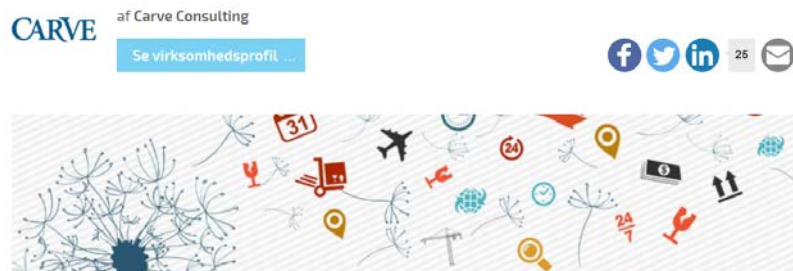 CARVE
af Carve Consulting
Se virksomhedsprofil ...
25
31
24
24
7